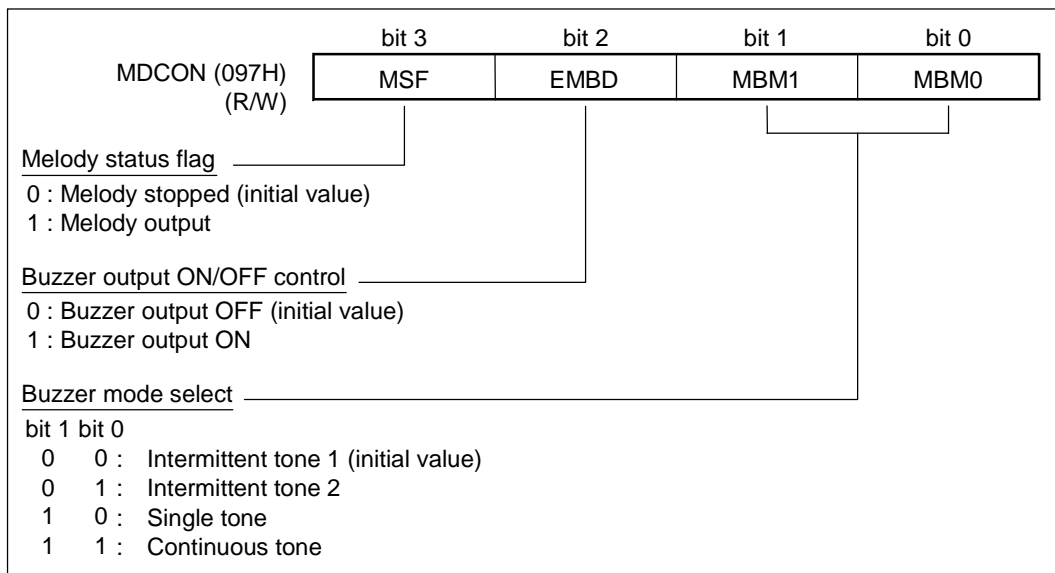 bit 3 bit 2 bit 1 bit 0
MDCON (097H) MSF EMBD MBM1 MBM0
(R/W)
Melody status flag
0 : Melody stopped (initial value)
1 : Melody output
Buzzer output ON/OFF control
0 : Buzzer output OFF (initial value)
1 : Buzzer output ON
Buzzer mode select
bit 1 bit 0
0 0 : Intermittent tone 1 (initial value)
0 1 : Intermittent tone 2
1 0 : Single tone
1 1 : Continuous tone